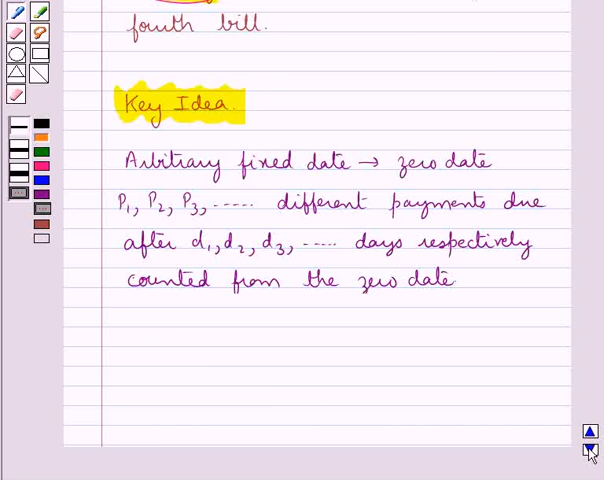 fourth bill.
Key Idea.
Arbitiary fixed date → zero date
P₁, P₂, P₃, ..... different payments due
after d₁, d₂, d₃, ..... days respectively
counted from the zero date.